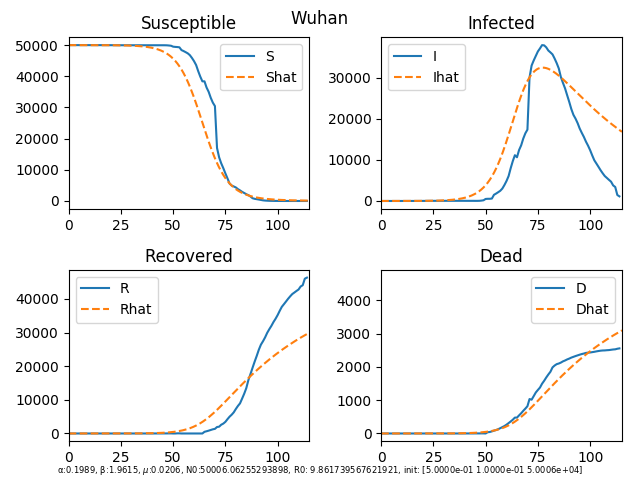 Wuhan
Susceptible
Infected
50000
40000
30000
20000
10000
0
0 25 50 75 100
S
Shat
30000
20000
10000
0
0 25 50 75 100
I
Ihat
Recovered
Dead
40000
30000
20000
10000
0
0 25 50 75 100
R
Rhat
4000
3000
2000
1000
0
0 25 50 75 100
D
Dhat
α:0.1989, β:1.9615, μ:0.0206, N0:50006.06255293898, R0: 9.861739567621921, init: [5.0000e-01 1.0000e-01 5.0006e+04]